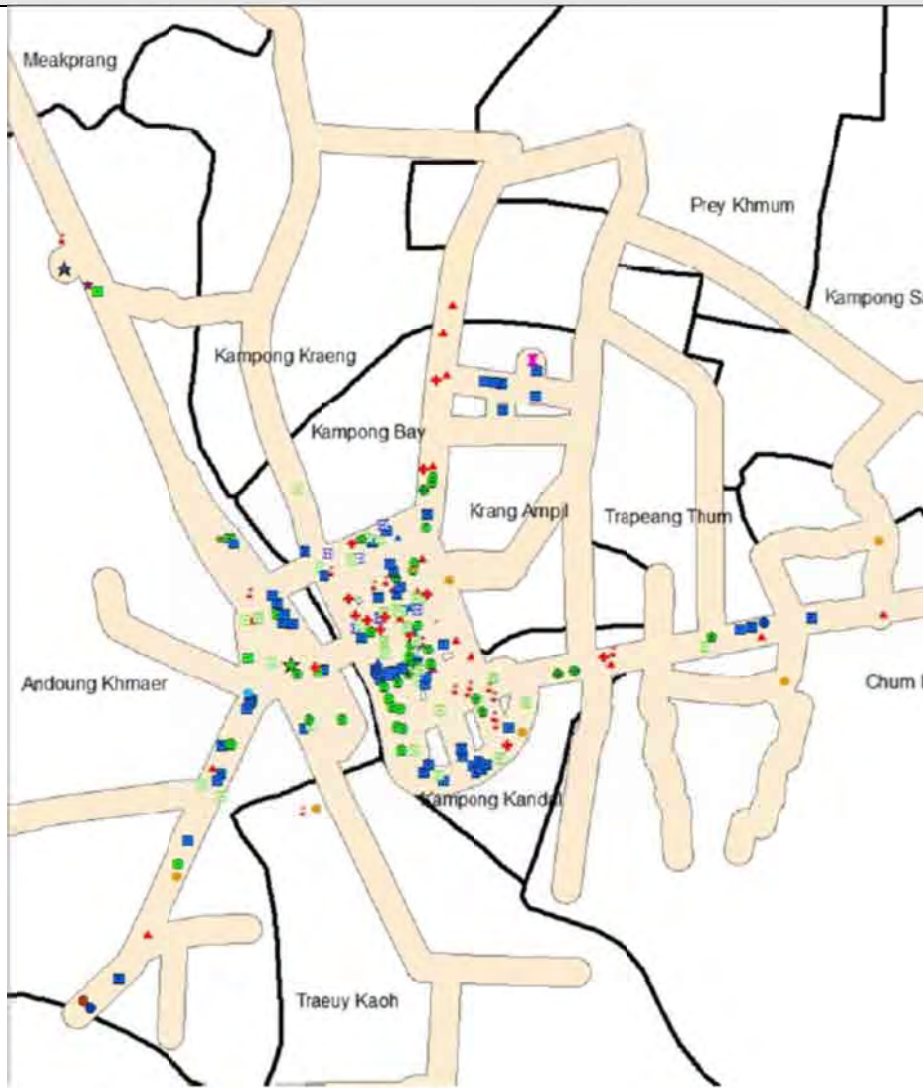 Meakprang
Prey Khmum
Kampong S
Kampong Kraeng
Kampong Bay
Krang Ampil
Trapeang Thum
Andoung Khmaer
Chum
Kampong Kandal
Traeuy Kaoh